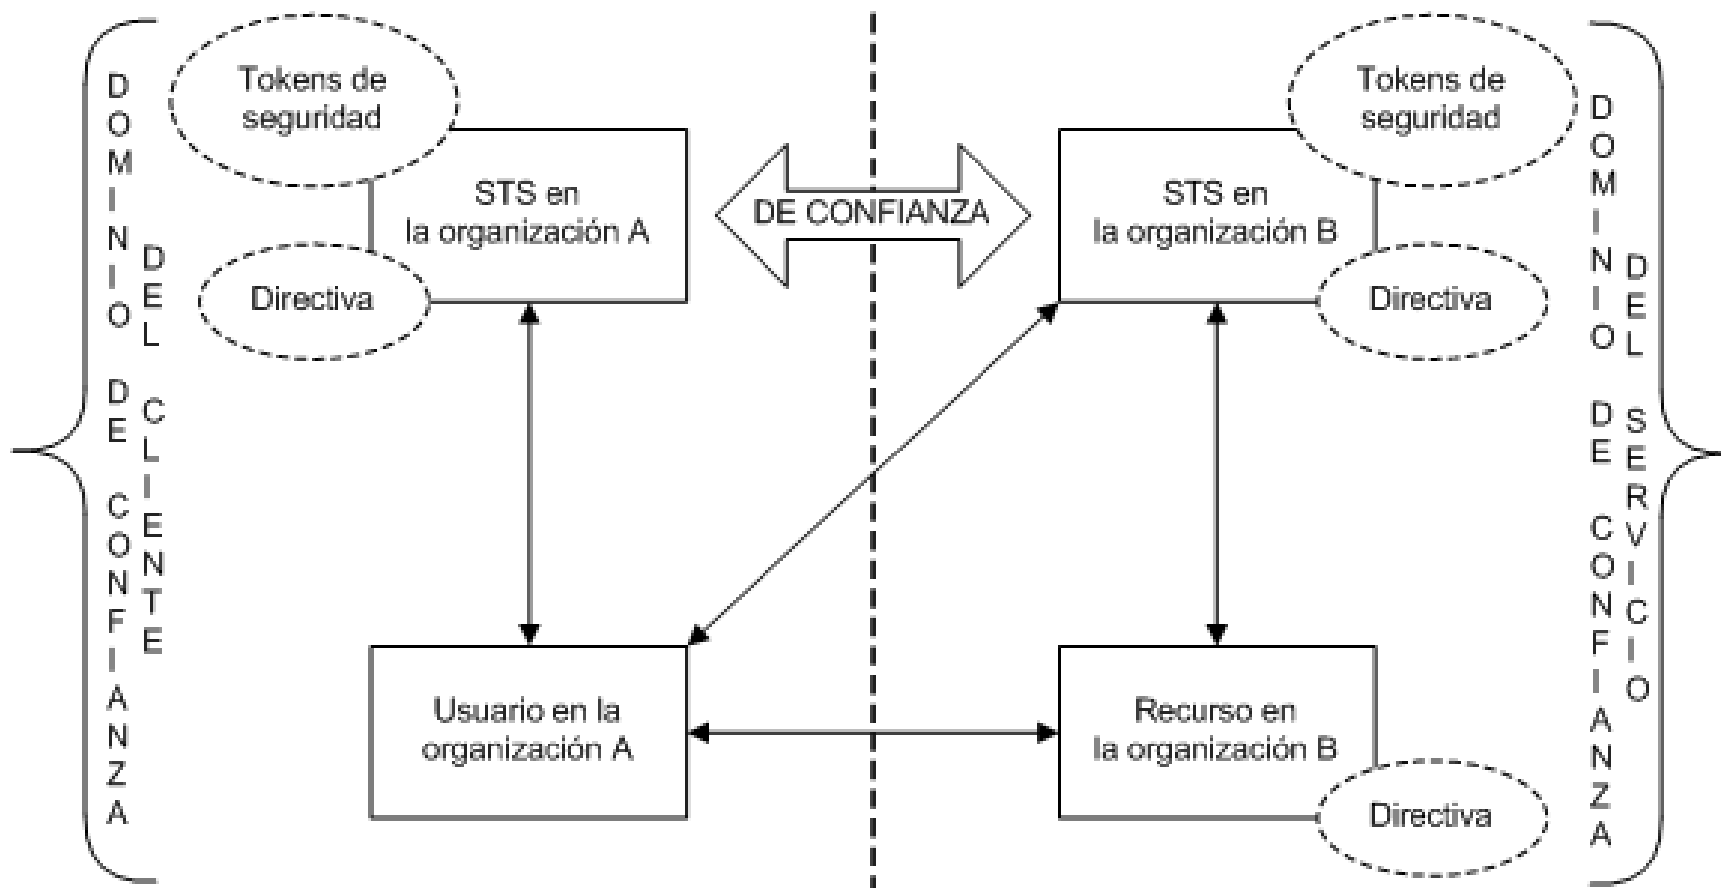 DOMINIO DE CONFIANZA
DEL CLIENTE
Tokens de
seguridad
STS en
la organización A
Directiva
DE CONFIANZA
Tokens de
seguridad
STS en
la organización B
Directiva
Usuario en la
organización A
Recurso en
la organización B
Directiva
DOMINIO DE CONFIANZA
DEL SERVICIO